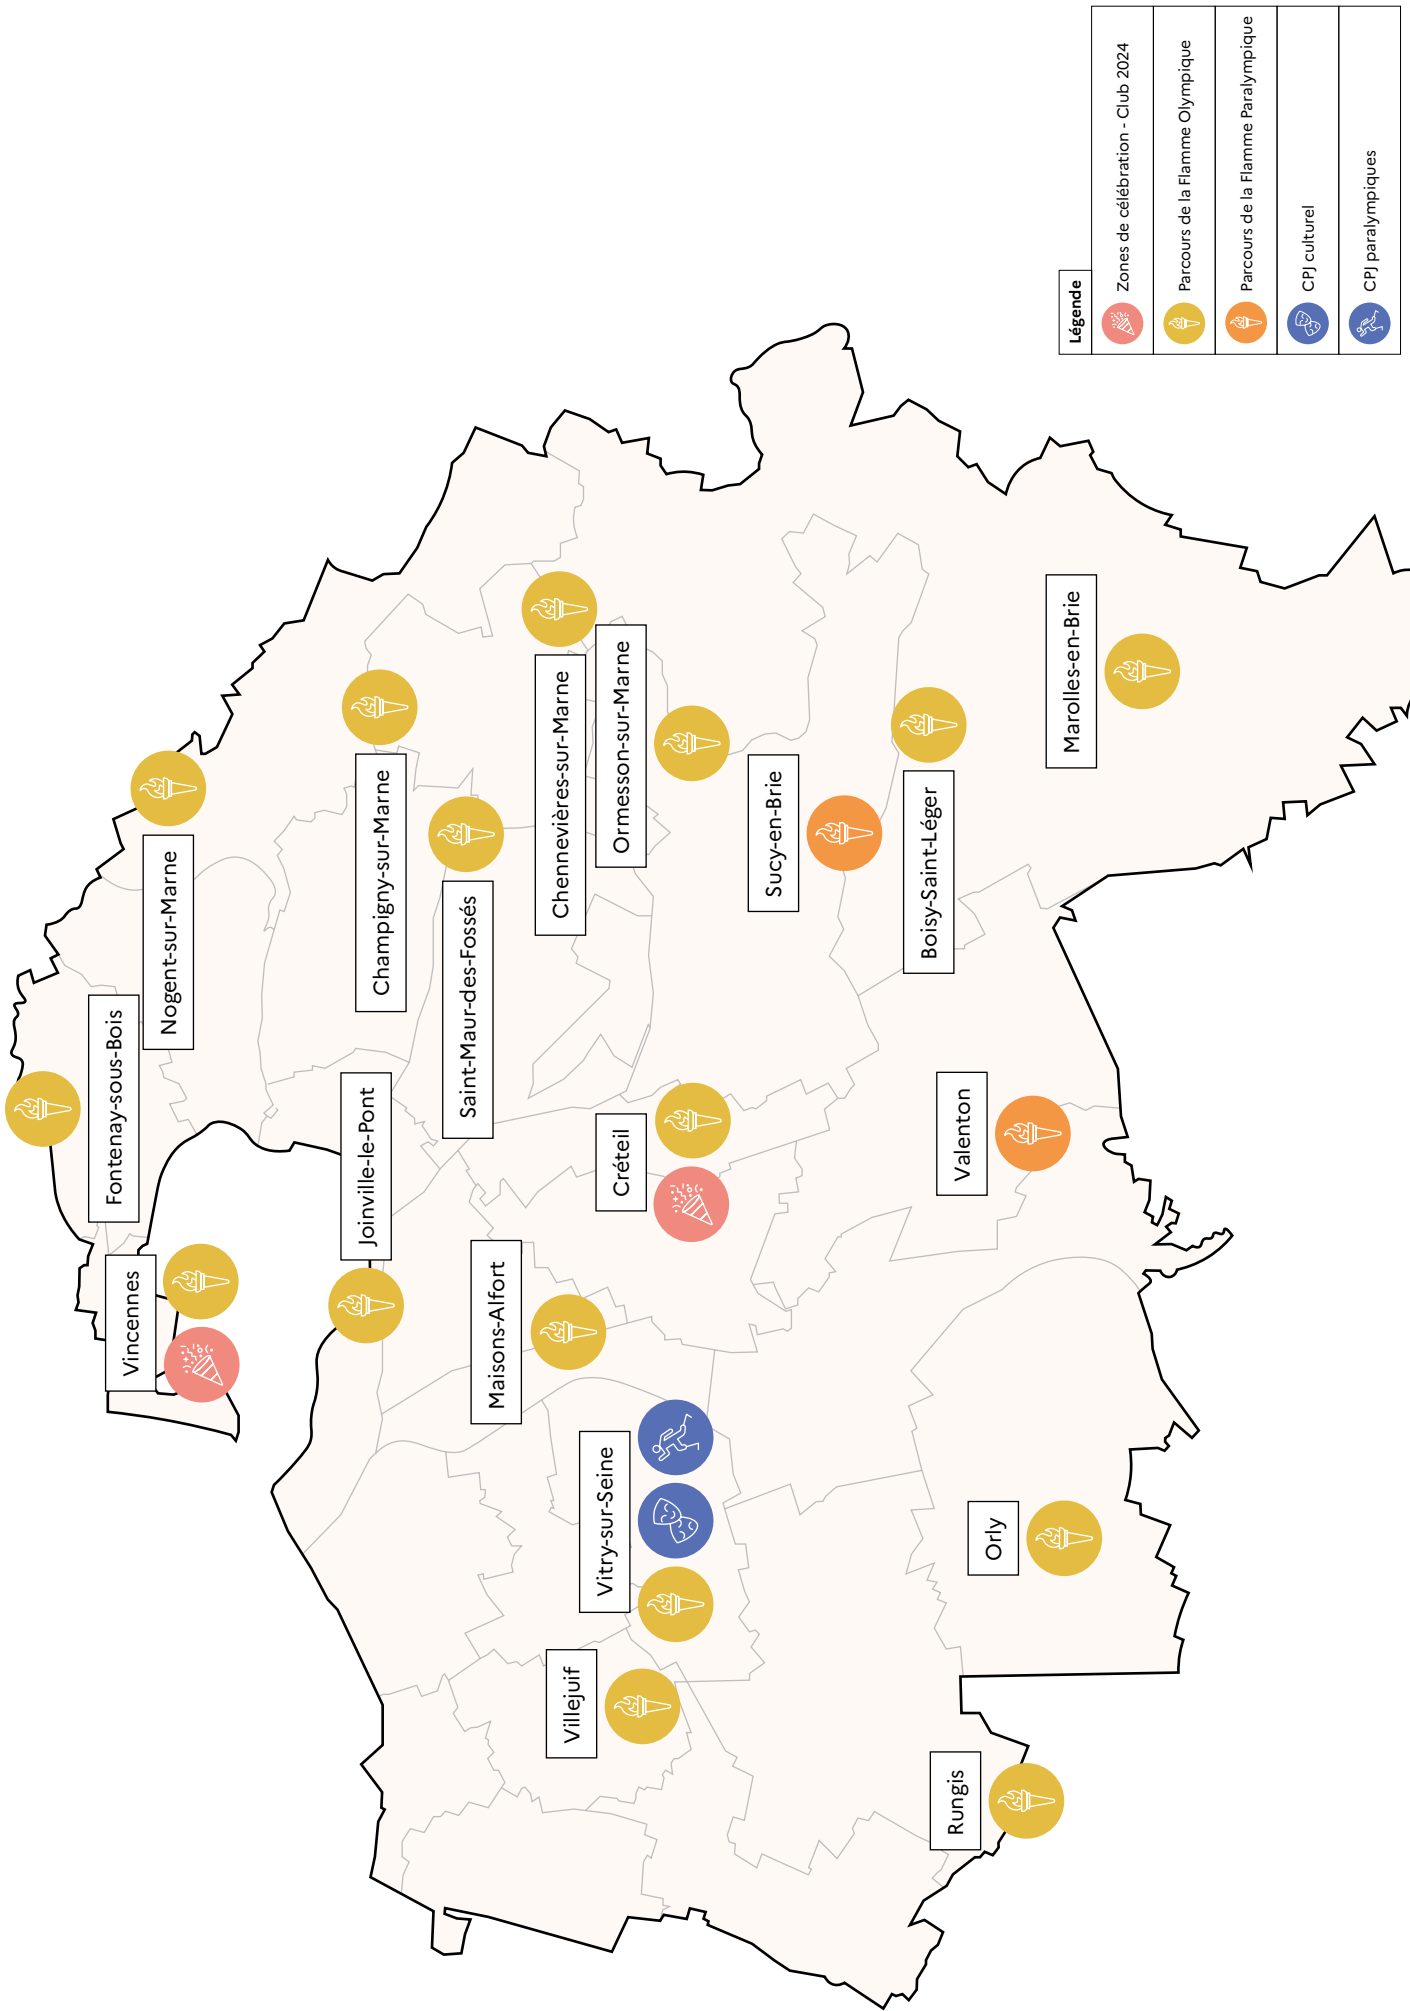 Fontenay-sous-Bois
Nogent-sur-Marne
Vincennes
Joinville-le-Pont
Champigny-sur-Marne
Saint-Maur-des-Fossés
Maisons-Alfort
Chennevières-sur-Marne
Ormesson-sur-Marne
Créteil
Vitry-sur-Seine
Villejuif
Sucy-en-Brie
Boisy-Saint-Léger
Valenton
Marolles-en-Brie
Orly
Rungis
Légende
Zones de célébration - Club 2024
Parcours de la Flamme Olympique
Parcours de la Flamme Paralympique
CPJ culturel
CPJ paralympiques